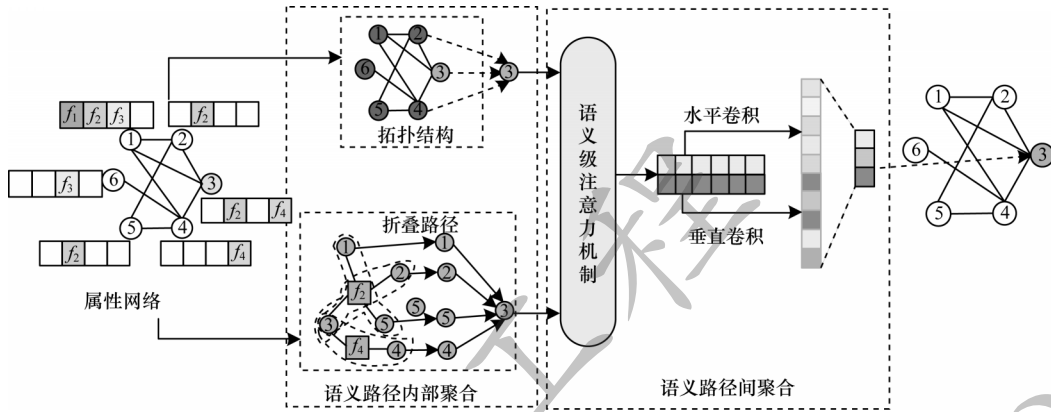 f1 f2 f3
f2
1 2
6 3
5 4
f3
f2 f4
f2
f4
属性网络
1 2
6 3
5 4
3
拓扑结构
折叠路径
1 1
f2 2 2
3 5 5 5 3
f4 4 4
语义路径内部聚合
语义级注意力机制
水平卷积
垂直卷积
语义路径间聚合
1 2
6 3
5 4
工程